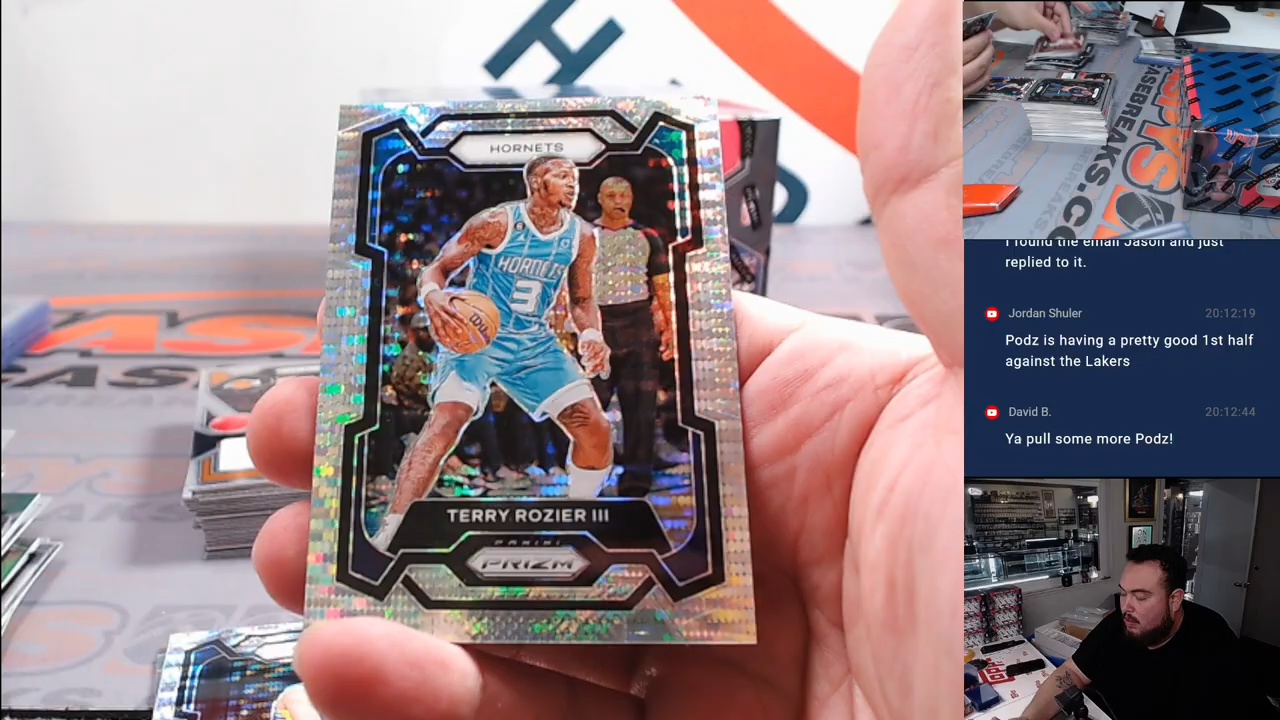 HORNETS
HORNETS
3
TERRY ROZIER III
PANINI
PRIZM
ASEBREAKS.C
I found the email Jason and just
replied to it.
Jordan Shuler
20:12:19
Podz is having a pretty good 1st half
against the Lakers
David B.
20:12:44
Ya pull some more Podz!